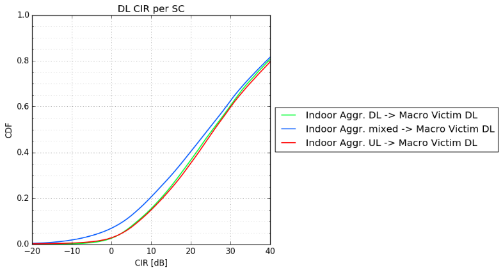 DL CIR per SC
1.0
0.8
0.6
0.4
0.2
0.0
CDF
-20
-10
0
10
20
30
40
CIR [dB]
Indoor Aggr. DL -> Macro Victim DL
Indoor Aggr. mixed -> Macro Victim DL
Indoor Aggr. UL -> Macro Victim DL